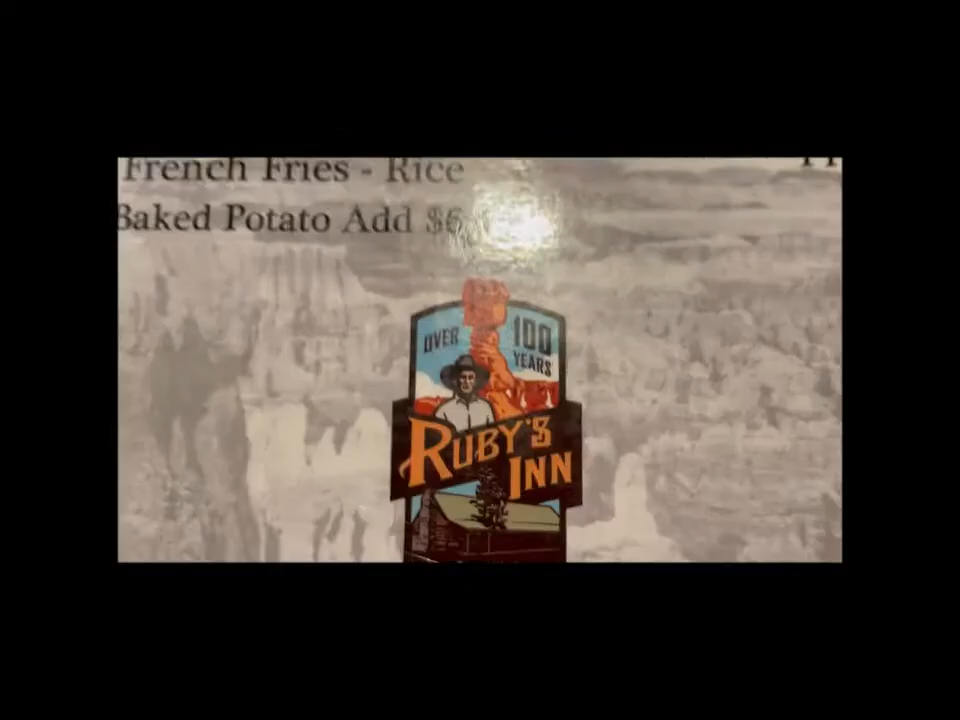 French Fries - Rice
Baked Potato Add $6
OVER 100
YEARS
RUBY'S
INN